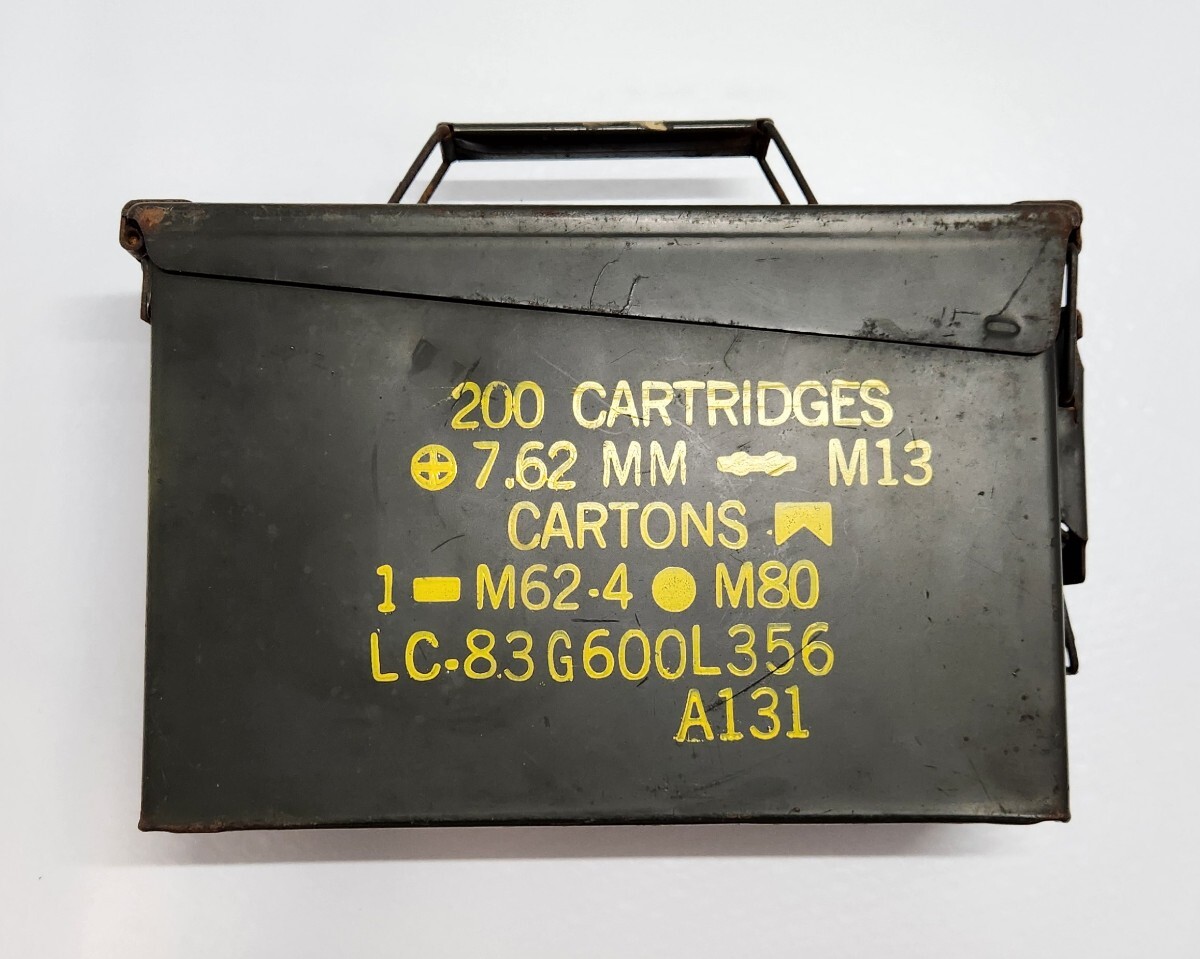 200 CARTRIDGES
7.62 MM M13
CARTONS
1 M62-4 M80
LC-83G600L356
A131